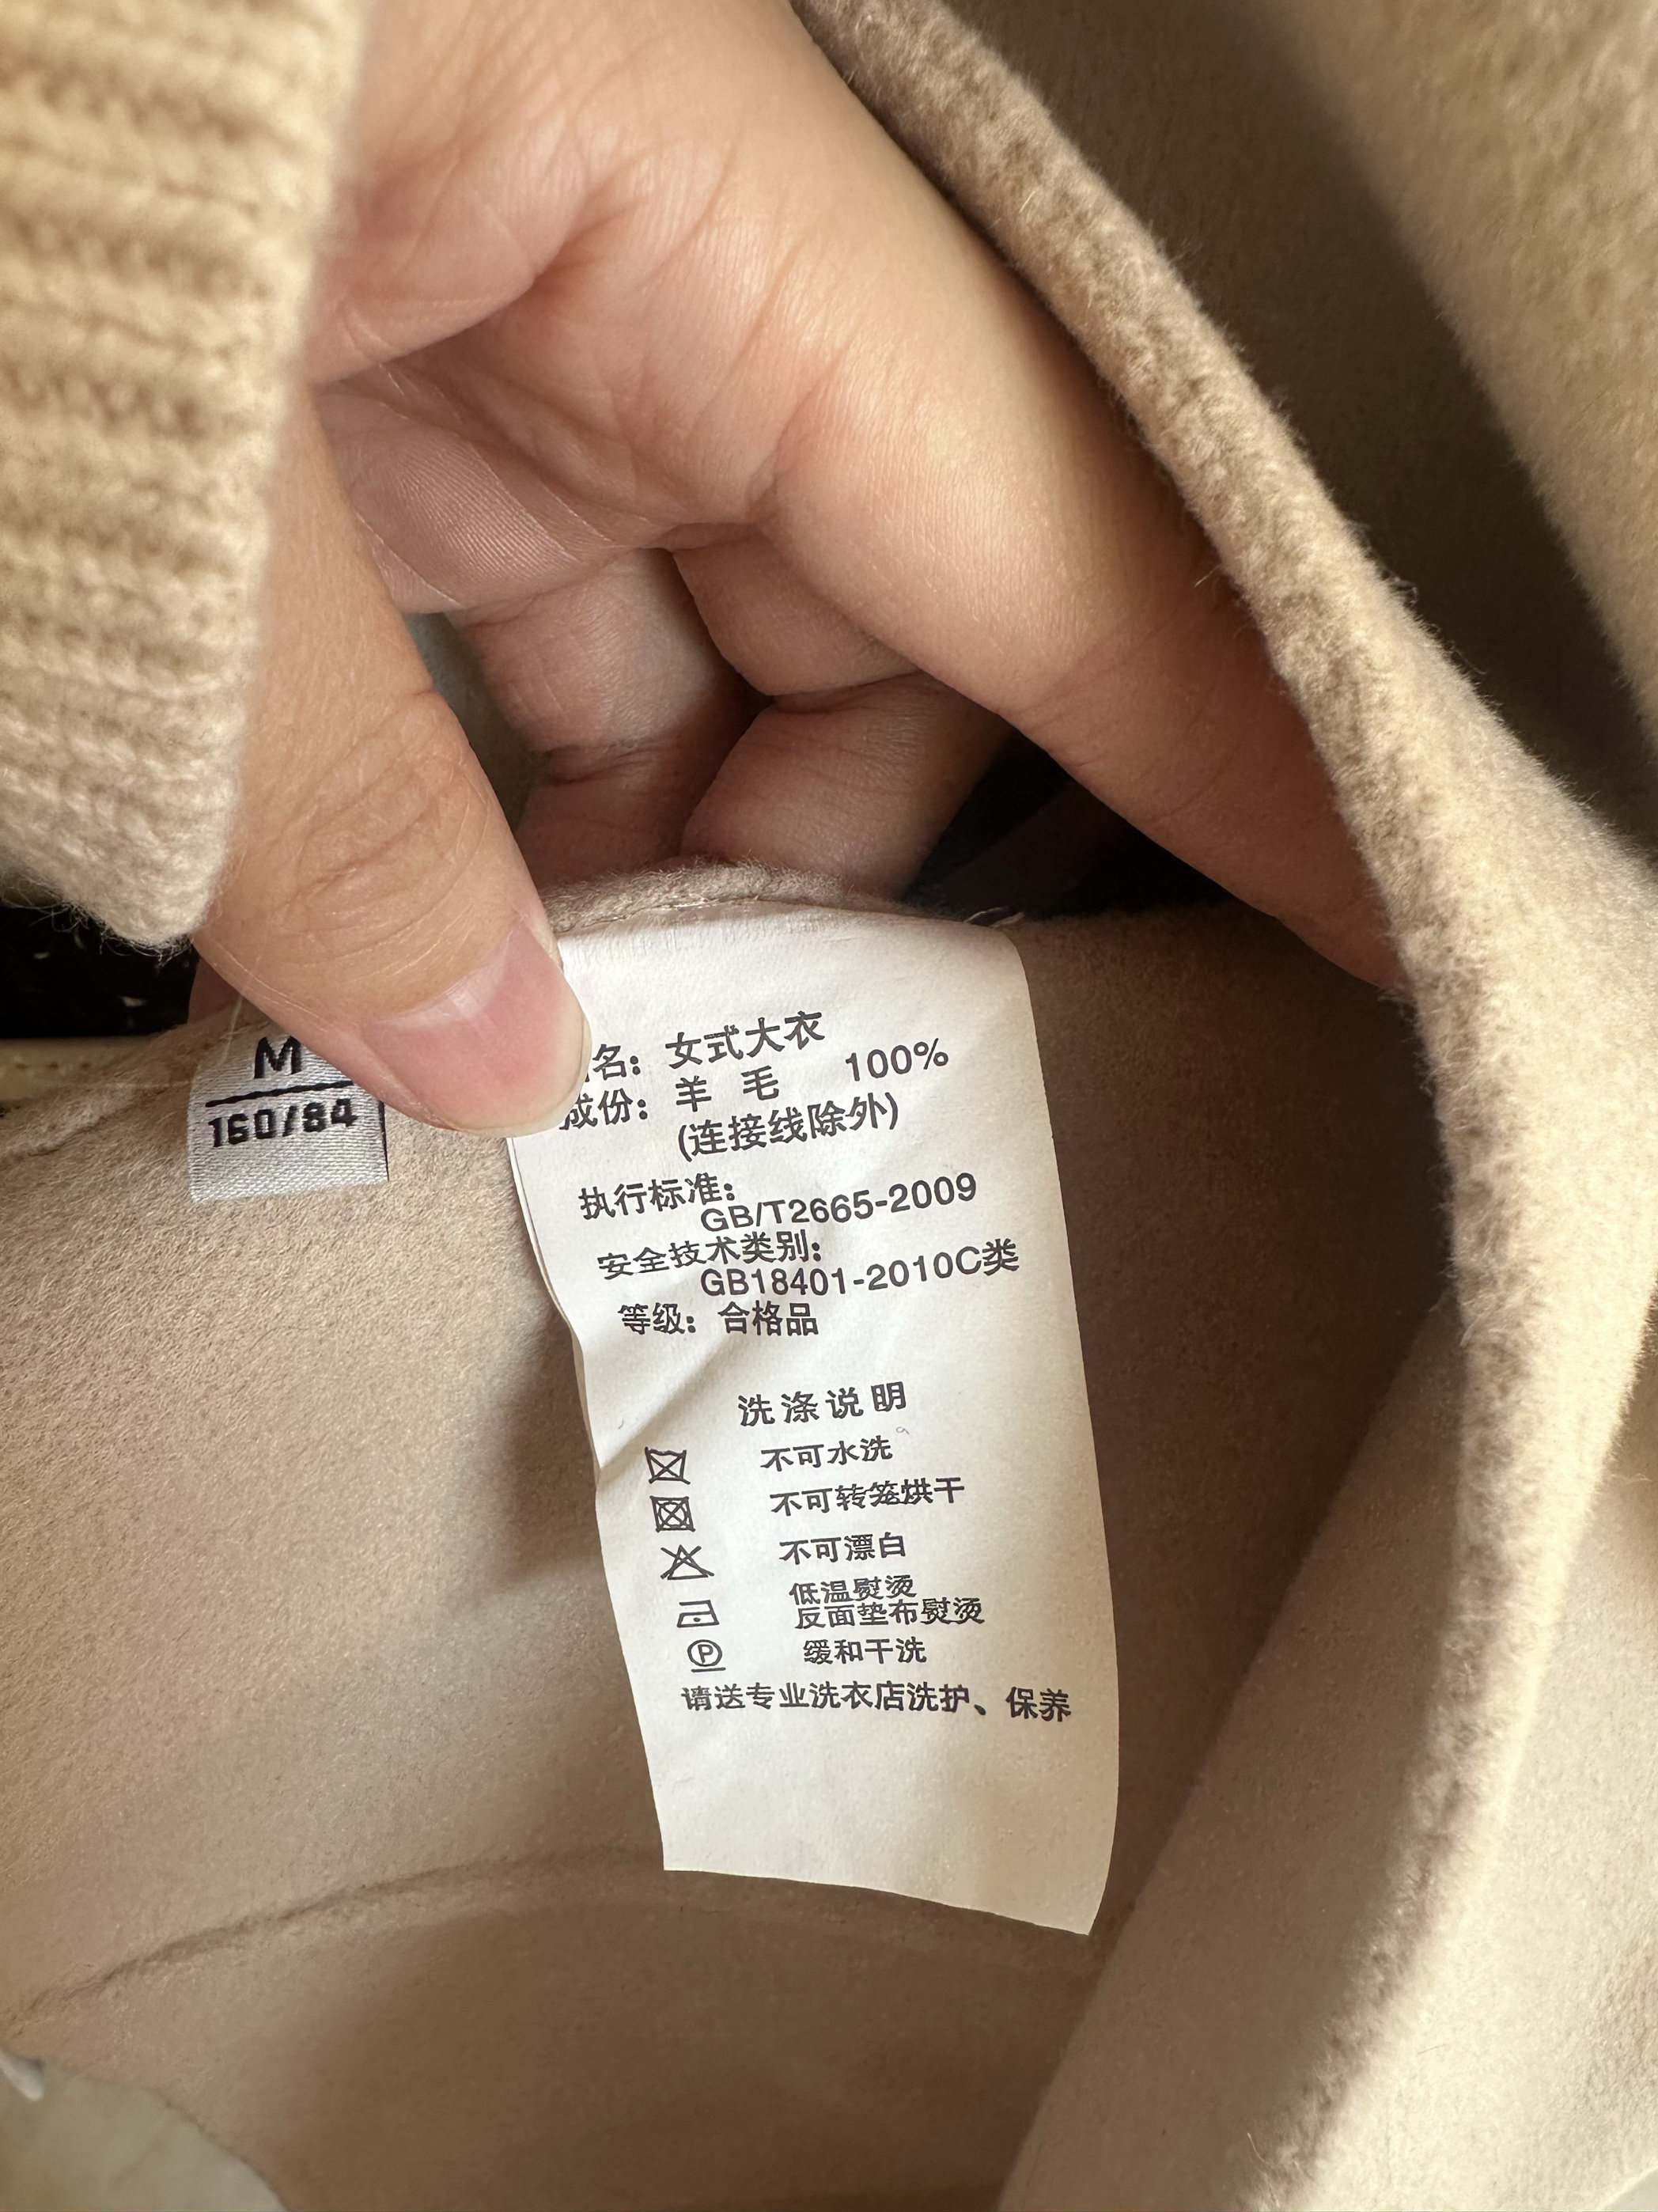 M
160/84
名：女式大衣
成份：羊 毛 100%
(连接线除外)
执行标准：
GB/T2665-2009
安全技术类别：
GB18401-2010C类
等级：合格品
洗涤说明
不可水洗
不可转笼烘干
不可漂白
低温熨烫
反面垫布熨烫
P 缓和干洗
请送专业洗衣店洗护、保养